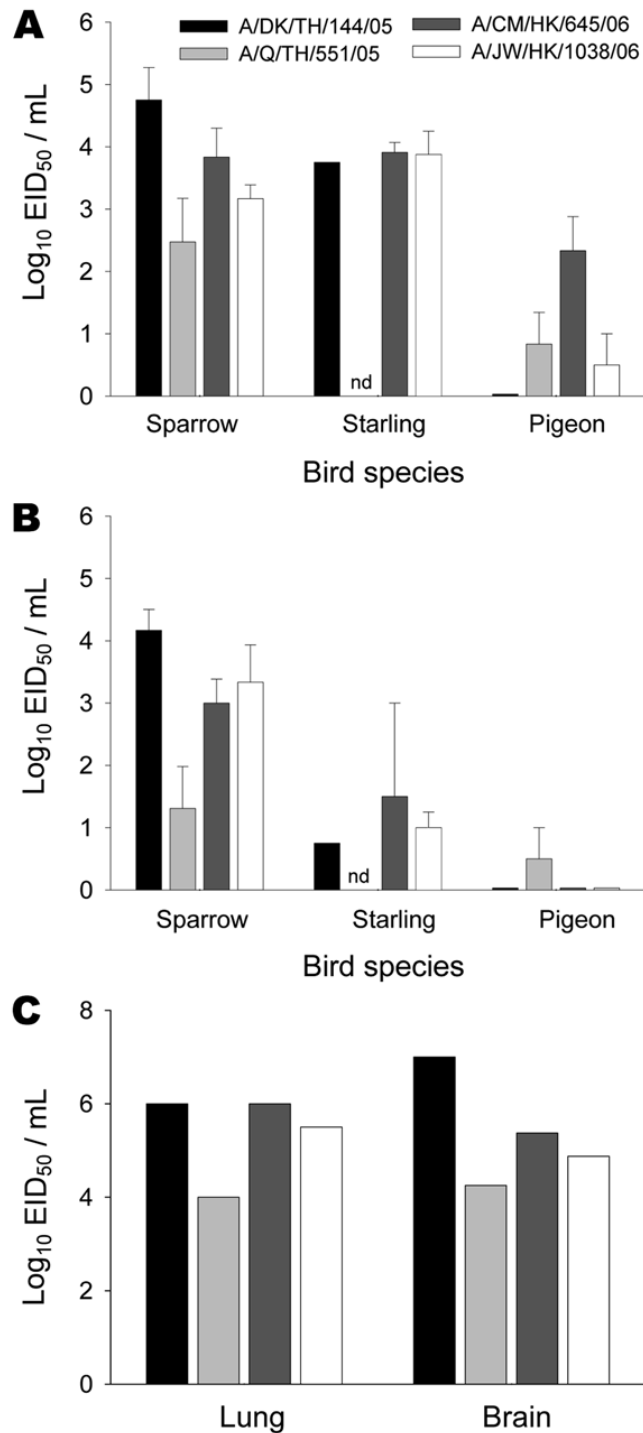 A
A/DK/TH/144/05 A/CM/HK/645/06
A/Q/TH/551/05 A/JW/HK/1038/06
Log₁₀ EID₅₀ / mL
6
5
4
3
2
1
0
nd
Sparrow Starling Pigeon
Bird species
B
Log₁₀ EID₅₀ / mL
6
5
4
3
2
1
0
nd
Sparrow Starling Pigeon
Bird species
C
Log₁₀ EID₅₀ / mL
8
6
4
2
0
Lung Brain